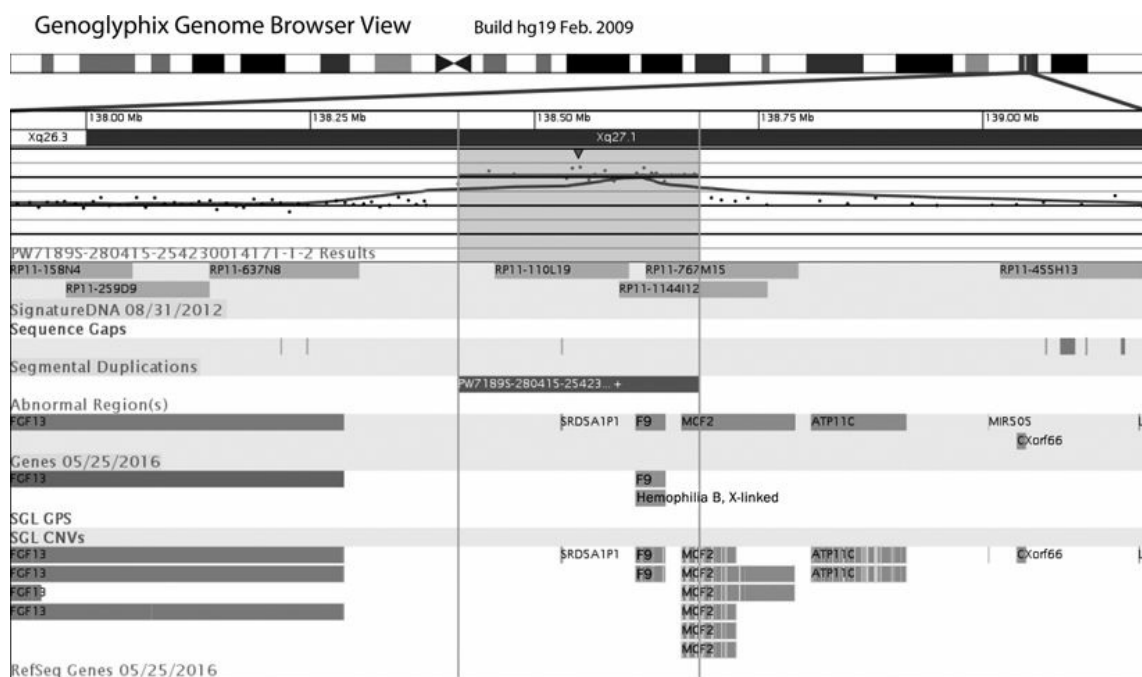 Genoglyphix Genome Browser View Build hg19 Feb. 2009
138.00 Mb 138.25 Mb 138.50 Mb 138.75 Mb 139.00 Mb
Xq26.3 Xq27.1
PW7189S-280415-254230014171-1-2 Results
RP11-158N4 RP11-637N8 RP11-110L19 RP11-767M15 RP11-455H13
RP11-259D9 RP11-1144I12
SignatureDNA 08/31/2012
Sequence Gaps
Segmental Duplications
PW7189S-280415-25423... +
Abnormal Region(s)
FGF13 SRD5A1P1 F9 MCF2 ATP11C MIR505 L
CXorf66
Genes 05/25/2016
FGF13 F9
Hemophilia B, X-linked
SGL GPS
SGL CNVs
FGF13 SRD5A1P1 F9 MCF2 ATP11C CXorf66 L
FGF13 F9 MCF2 ATP11C
FGF13 MCF2
FGF13 MCF2
MCF2
MCF2
RefSeq Genes 05/25/2016